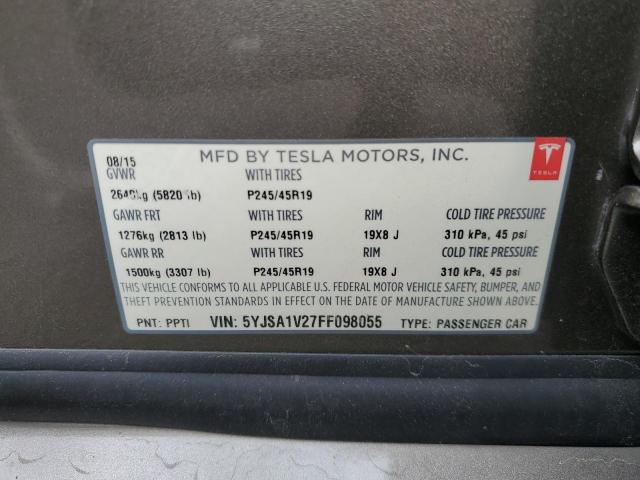 08/15 MFD BY TESLA MOTORS, INC.
GVWR WITH TIRES
(5820 lb) P245/45R19
GAWR FRT WITH TIRES RIM COLD TIRE PRESSURE
1276kg (2813 lb) P245/45R19 19X8 J 310 kPa, 45 psi
GAWR RR WITH TIRES RIM COLD TIRE PRESSURE
1500kg (3307 lb) P245/45R19 19X8 J 310 kPa, 45 psi
THIS VEHICLE CONFORMS TO ALL APPLICABLE U.S. FEDERAL MOTOR VEHICLE SAFETY, BUMPER, AND
THEFT PREVENTION STANDARDS IN EFFECT ON THE DATE OF MANUFACTURE SHOWN ABOVE.
PNT: PPTI VIN: 5YJSA1V27FF098055 TYPE: PASSENGER CAR
TESLA